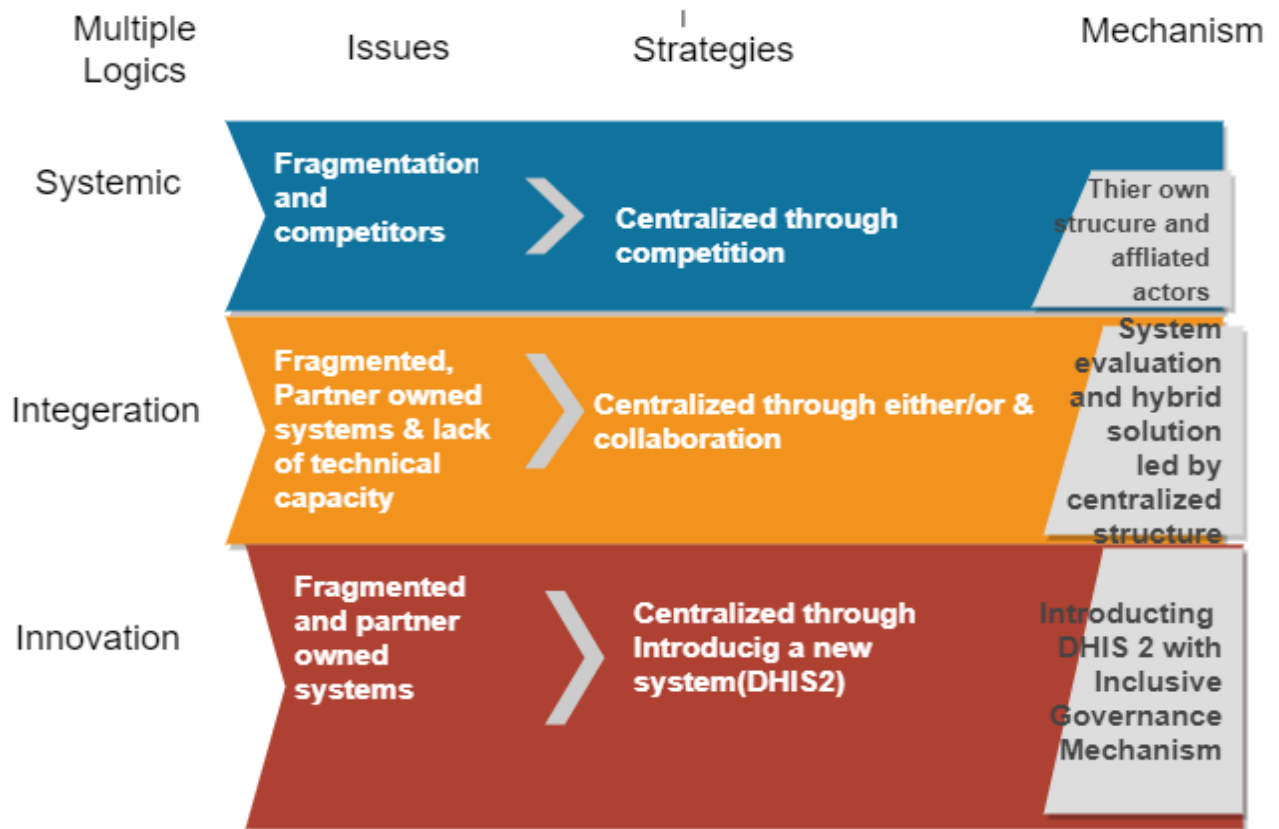 Multiple
Logics
Issues
Strategies
Mechanism
Systemic
Fragmentation
and
competitors
Centralized through
competition
Thier own
strucure and
affliated
actors
Integeration
Fragmented,
Partner owned
systems & lack
of technical
capacity
Centralized through either/or &
collaboration
System
evaluation
and hybrid
solution
led by
centralized
structure
Innovation
Fragmented
and partner
owned
systems
Centralized through
Introducig a new
system(DHIS2)
Introducting
DHIS 2 with
Inclusive
Governance
Mechanism